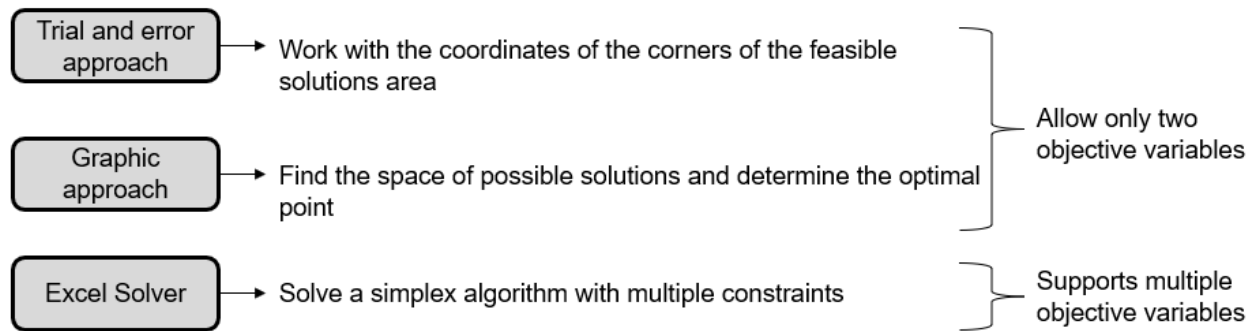 Trial and error
approach
Work with the coordinates of the corners of the feasible
solutions area
Graphic
approach
Find the space of possible solutions and determine the optimal
point
Allow only two
objective variables
Excel Solver
Solve a simplex algorithm with multiple constraints
Supports multiple
objective variables